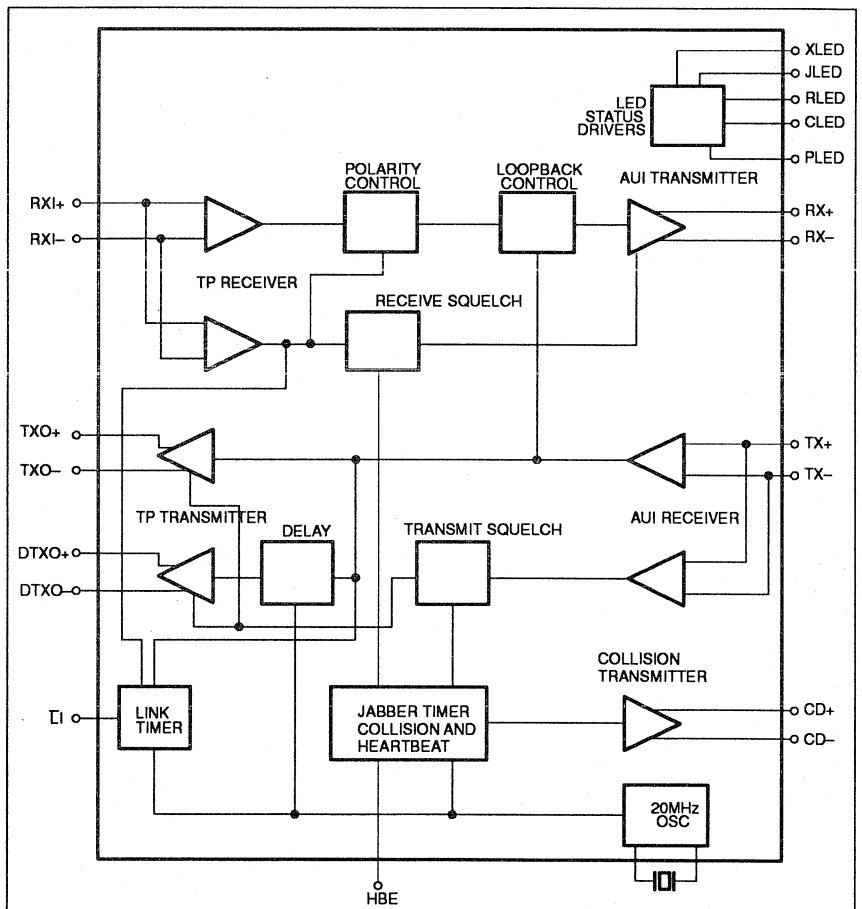 XLED
JLED
LED
STATUS
DRIVERS
RLED
CLED
PLED
POLARITY
CONTROL
LOOPBACK
CONTROL
AUI TRANSMITTER
RXI+
RXI–
RX+
RX–
TP RECEIVER
RECEIVE SQUELCH
TXO+
TXO–
TX+
TX–
TP TRANSMITTER
DELAY
TRANSMIT SQUELCH
AUI RECEIVER
DTXO+
DTXO–
COLLISION
TRANSMITTER
L̅I
LINK
TIMER
JABBER TIMER
COLLISION AND
HEARTBEAT
CD+
CD–
20MHz
OSC
HBE